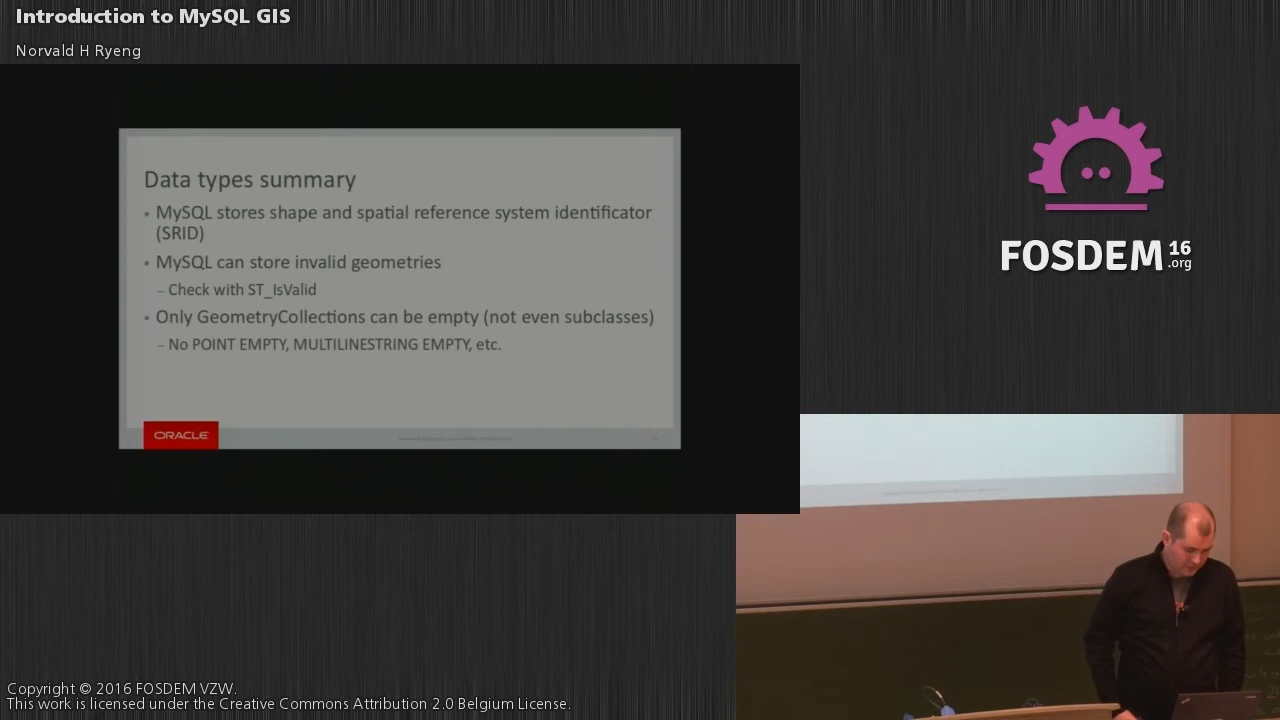 Introduction to MySQL GIS
Norvald H Ryeng
Data types summary
▪ MySQL stores shape and spatial reference system identificator
(SRID)
▪ MySQL can store invalid geometries
– Check with ST_IsValid
▪ Only GeometryCollections can be empty (not even subclasses)
– No POINT EMPTY, MULTILINESTRING EMPTY, etc.
ORACLE
FOSDEM 16
.org
Copyright © 2016 FOSDEM VZW.
This work is licensed under the Creative Commons Attribution 2.0 Belgium License.